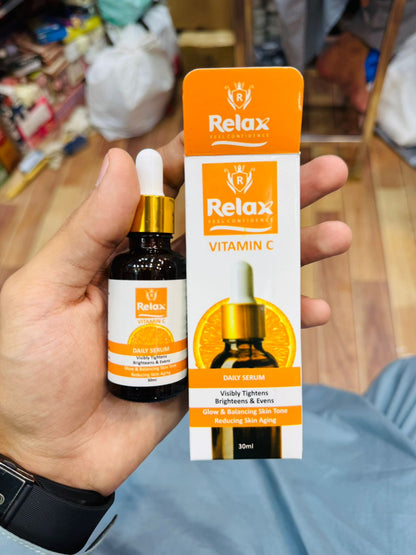 R
Relax
FEEL CONFIDENCE
R
Relax
FEEL CONFIDENCE
VITAMIN C
DAILY SERUM
Visibly Tightens
Brighteens & Evens
Glow & Balancing Skin Tone
Reducing Skin Aging
30ml
Relax
VITAMIN C
DAILY SERUM
Visibly Tightens
Brighteens & Evens
Glow & Balancing Skin Tone
Reducing Skin Aging
30ml